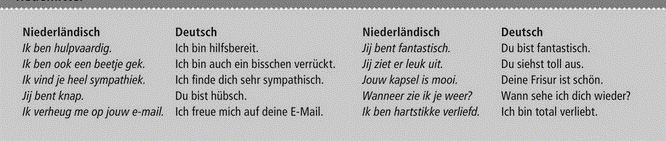 Niederländisch Deutsch Niederländisch Deutsch
Ik ben hulpvaardig. Ich bin hilfsbereit. Jij bent fantastisch. Du bist fantastisch.
Ik ben ook een beetje gek. Ich bin auch ein bisschen verrückt. Jij ziet er leuk uit. Du siehst toll aus.
Ik vind je heel sympathiek. Ich finde dich sehr sympathisch. Jouw kapsel is mooi. Deine Frisur ist schön.
Jij bent knap. Du bist hübsch. Wanneer zie ik je weer? Wann sehe ich dich wieder?
Ik verheug me op jouw e-mail. Ich freue mich auf deine E-Mail. Ik ben hartstikke verliefd. Ich bin total verliebt.